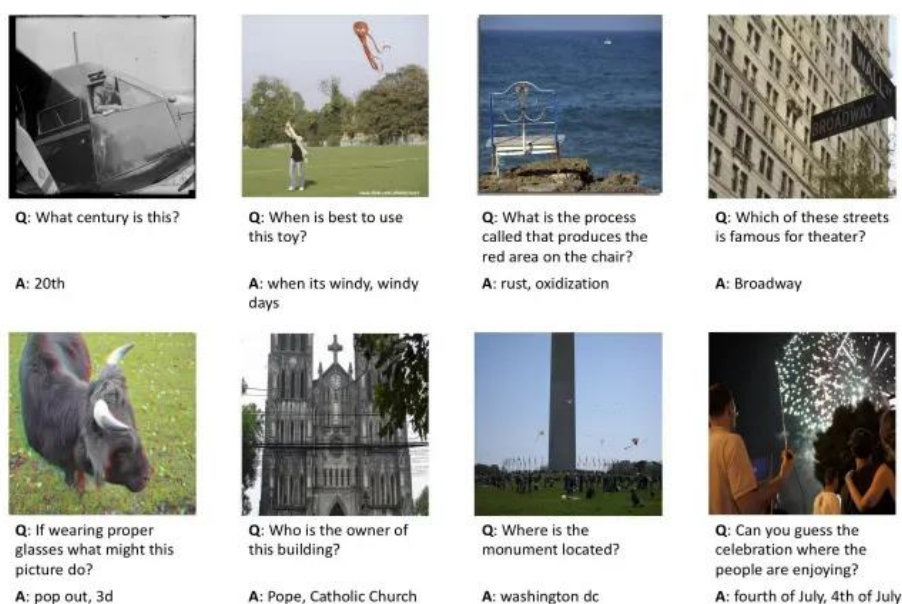 WALL
BROADWAY
Q: What century is this?
A: 20th
Q: When is best to use
this toy?
A: when its windy, windy
days
Q: What is the process
called that produces the
red area on the chair?
A: rust, oxidization
Q: Which of these streets
is famous for theater?
A: Broadway
Q: If wearing proper
glasses what might this
picture do?
A: pop out, 3d
Q: Who is the owner of
this building?
A: Pope, Catholic Church
Q: Where is the
monument located?
A: washington dc
Q: Can you guess the
celebration where the
people are enjoying?
A: fourth of July, 4th of July